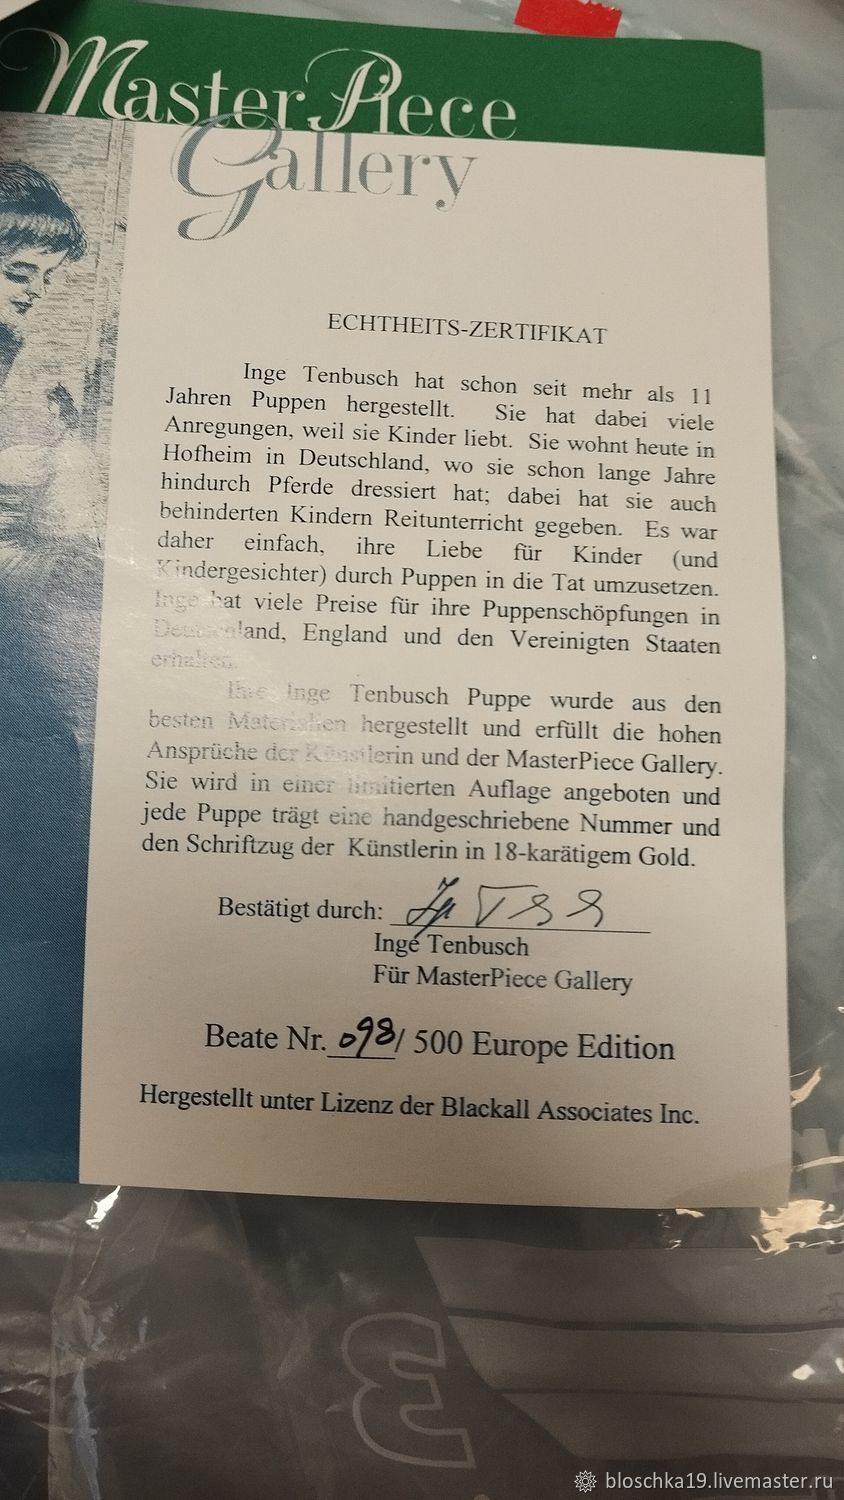 MasterPiece
Gallery
ECHTHEITS-ZERTIFIKAT
Inge Tenbusch hat schon seit mehr als 11
Jahren Puppen hergestellt. Sie hat dabei viele
Anregungen, weil sie Kinder liebt. Sie wohnt heute in
Hofheim in Deutschland, wo sie schon lange Jahre
hindurch Pferde dressiert hat; dabei hat sie auch
behinderten Kindern Reitunterricht gegeben. Es war
daher einfach, ihre Liebe für Kinder (und
Kindergesichter) durch Puppen in die Tat umzusetzen.
Inge hat viele Preise für ihre Puppenschöpfungen in
Deutschland, England und den Vereinigten Staaten
erhalten.
Ihre Inge Tenbusch Puppe wurde aus den
besten Materialien hergestellt und erfüllt die hohen
Ansprüche der Künstlerin und der MasterPiece Gallery.
Sie wird in einer limitierten Auflage angeboten und
jede Puppe trägt eine handgeschriebene Nummer und
den Schriftzug der Künstlerin in 18-karätigem Gold.
Bestätigt durch:
Inge Tenbusch
Für MasterPiece Gallery
Beate Nr. 098 / 500 Europe Edition
Hergestellt unter Lizenz der Blackall Associates Inc.
3
bloschka19.livemaster.ru